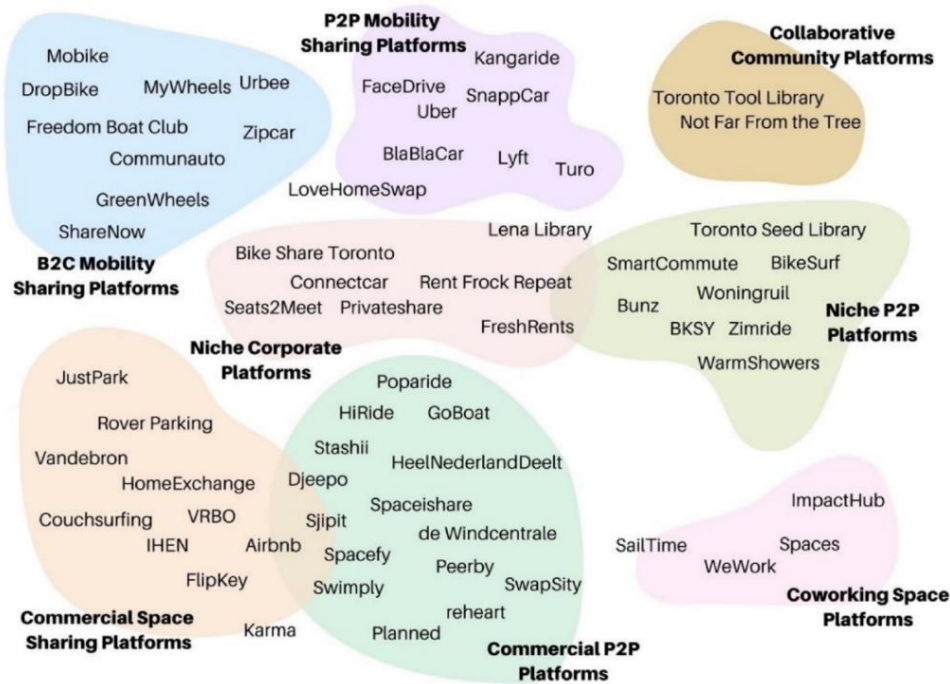 Mobike
DropBike
MyWheels
Urbee
Freedom Boat Club
Zipcar
Communauto
GreenWheels
ShareNow
B2C Mobility
Sharing Platforms
P2P Mobility
Sharing Platforms
Kangaride
FaceDrive
SnappCar
Uber
BlaBlaCar
Lyft
Turo
LoveHomeSwap
Collaborative
Community Platforms
Toronto Tool Library
Not Far From the Tree
Lena Library
Bike Share Toronto
Connectcar
Rent Frock Repeat
Seats2Meet
Privateshare
FreshRents
Niche Corporate
Platforms
Toronto Seed Library
SmartCommute
BikeSurf
Woningruil
Bunz
BKSY
Zimride
WarmShowers
Niche P2P
Platforms
JustPark
Rover Parking
Vandebron
HomeExchange
Couchsurfing
VRBO
IHEN
Airbnb
FlipKey
Commercial Space
Sharing Platforms
Karma
Poparide
HiRide
GoBoat
Stashii
HeelNederlandDeelt
Djeepo
Spaceishare
Sjipit
de Windcentrale
Spacefy
Peerby
Swimply
SwapSity
reheart
Planned
Commercial P2P
Platforms
ImpactHub
SailTime
Spaces
WeWork
Coworking Space
Platforms